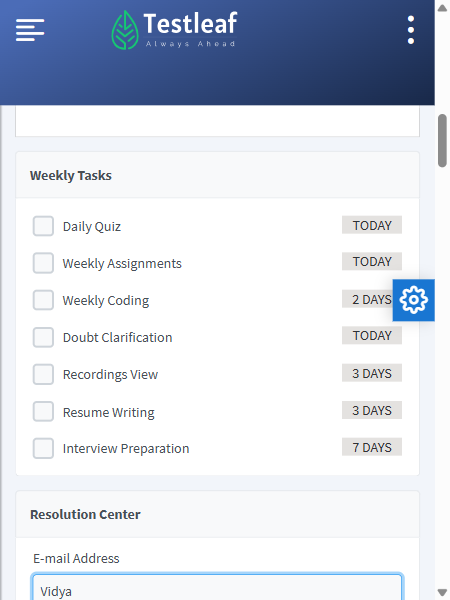 Testleaf
Always Ahead
Weekly Tasks
Daily Quiz TODAY
Weekly Assignments TODAY
Weekly Coding 2 DAYS
Doubt Clarification TODAY
Recordings View 3 DAYS
Resume Writing 3 DAYS
Interview Preparation 7 DAYS
Resolution Center
E-mail Address
Vidya